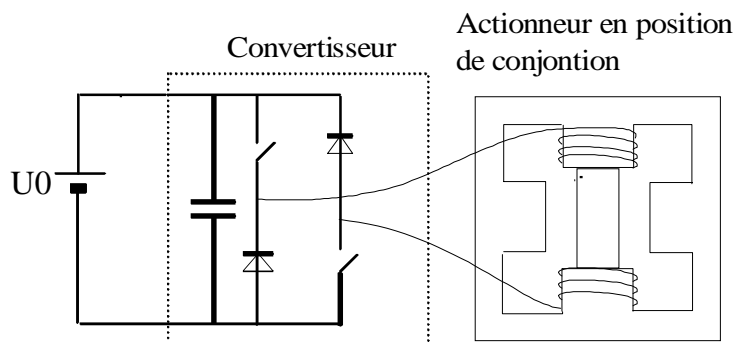 Convertisseur
Actionneur en position
de conjontion
U0